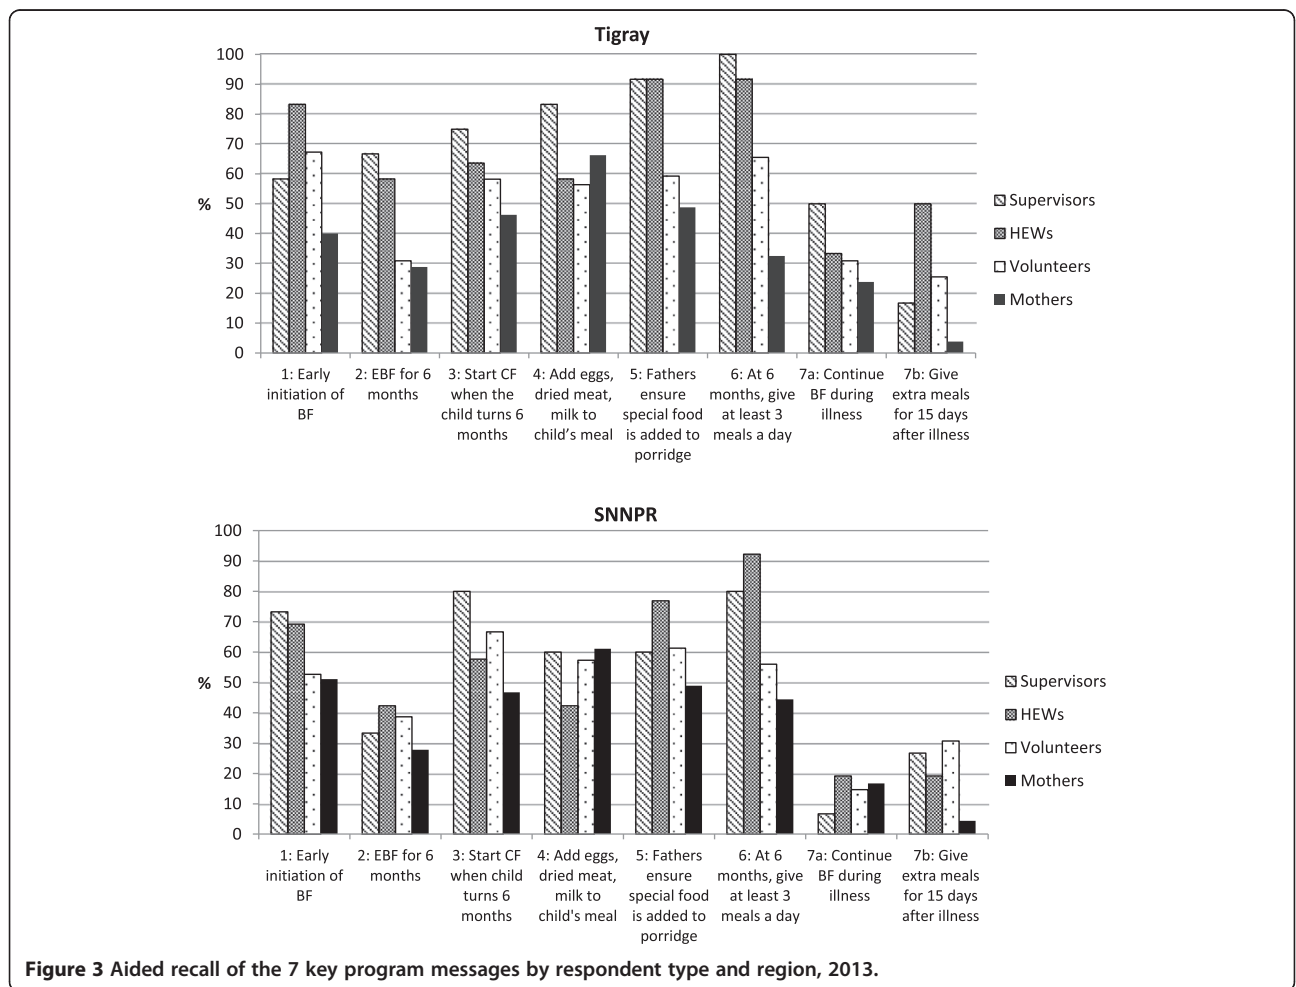 Tigray
100
90
80
70
60
50
40
30
20
10
0
%
1: Early
initiation of
BF
2: EBF for 6
months
3: Start CF
when the
child turns 6
months
4: Add eggs,
dried meat,
milk to
child’s meal
5: Fathers
ensure
special food
is added to
porridge
6: At 6
months, give
at least 3
meals a day
7a: Continue
BF during
illness
7b: Give
extra meals
for 15 days
after illness
Supervisors
HEWs
Volunteers
Mothers
SNNPR
100
90
80
70
60
50
40
30
20
10
0
%
1: Early
initiation of
BF
2: EBF for 6
months
3: Start CF
when child
turns 6
months
4: Add eggs,
dried meat,
milk to
child's meal
5: Fathers
ensure
special food
is added to
porridge
6: At 6
months, give
at least 3
meals a day
7a: Continue
BF during
illness
7b: Give
extra meals
for 15 days
after illness
Supervisors
HEWs
Volunteers
Mothers
Figure 3 Aided recall of the 7 key program messages by respondent type and region, 2013.